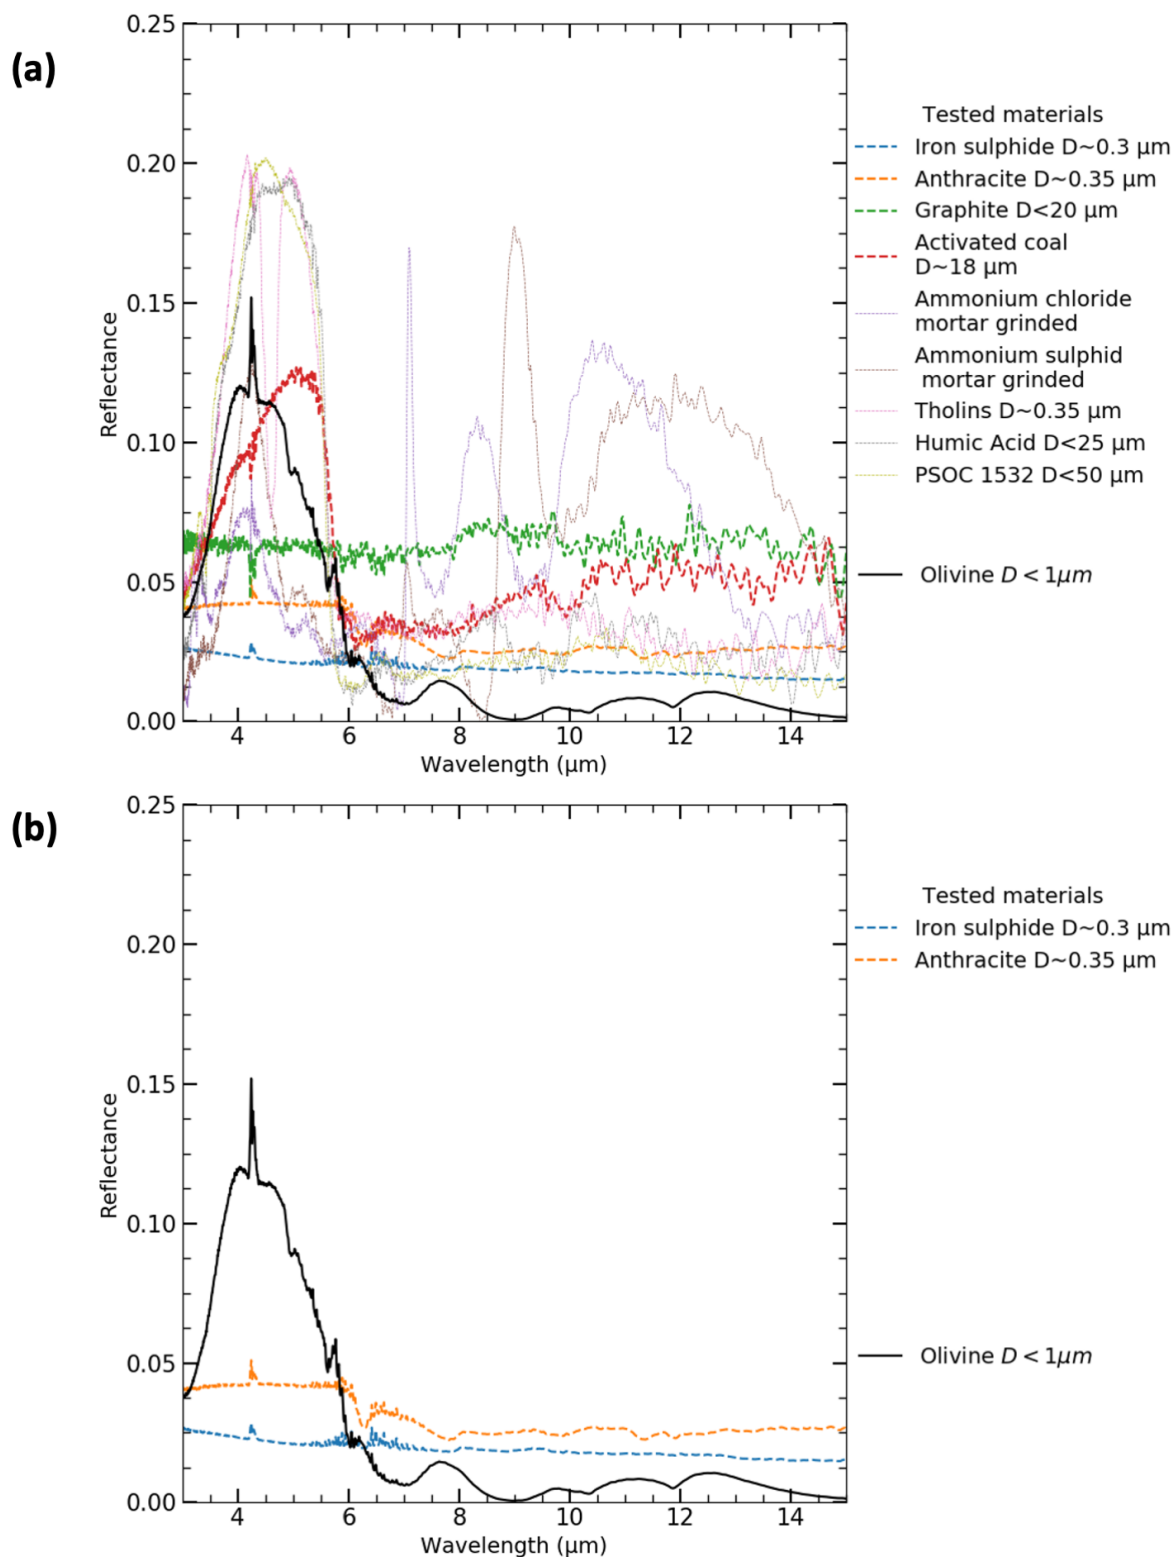 (a)
0.25
0.20
0.15
0.10
0.05
0.00
Reflectance
4 6 8 10 12 14
Wavelength (μm)
Tested materials
Iron sulphide D~0.3 μm
Anthracite D~0.35 μm
Graphite D<20 μm
Activated coal
D~18 μm
Ammonium chloride
mortar grinded
Ammonium sulphid
mortar grinded
Tholins D~0.35 μm
Humic Acid D<25 μm
PSOC 1532 D<50 μm
Olivine D < 1μm
(b)
0.25
0.20
0.15
0.10
0.05
0.00
Reflectance
4 6 8 10 12 14
Wavelength (μm)
Tested materials
Iron sulphide D~0.3 μm
Anthracite D~0.35 μm
Olivine D < 1μm